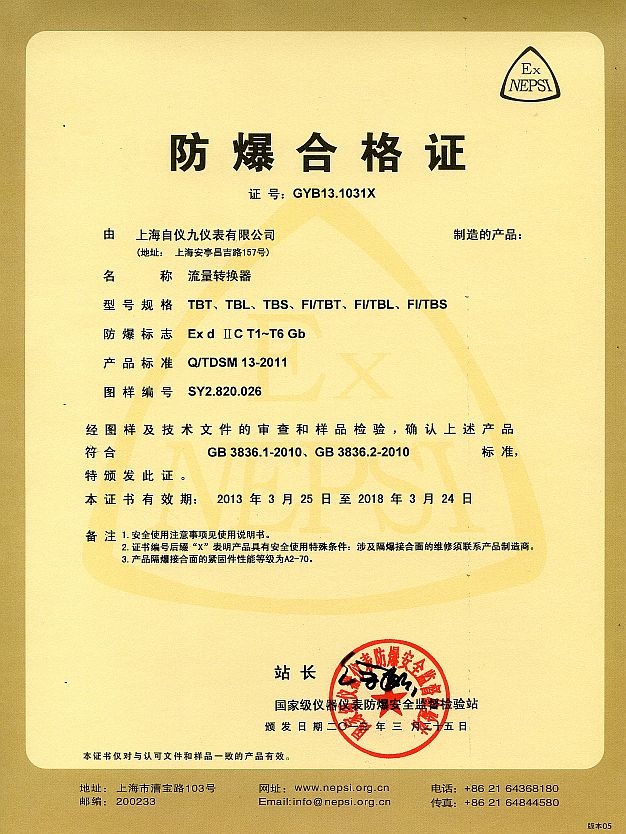 Ex
NEPSI
防爆合格证
证 号：GYB13.1031X
由 上海自仪九仪表有限公司 制造的产品：
(地址： 上海安亭昌吉路157号)
名 称 流量转换器
型号规格 TBT、TBL、TBS、FI/TBT、FI/TBL、FI/TBS
防爆标志 Ex d ⅡC T1~T6 Gb
产品标准 Q/TDSM 13-2011
图样编号 SY2.820.026
经图样及技术文件的审查和样品检验，确认上述产品
符合 GB 3836.1-2010、GB 3836.2-2010 标准，
特颁发此证。
本证书有效期： 2013 年 3 月 25 日 至 2018 年 3 月 24 日
备 注 1. 安全使用注意事项见使用说明书。
2. 证书编号后缀“X”表明产品具有安全使用特殊条件：涉及隔爆接合面的维修须联系产品制造商。
3. 产品隔爆接合面的紧固件性能等级为A2-70。
站 长
国家级仪器仪表防爆安全监督检验站
颁发日期二〇一三年三月二十五日
本证书仅对与认可文件和样品一致的产品有效。
地址： 上海市漕宝路103号 网址： www.nepsi.org.cn 电话：+86 21 64368180
邮编： 200233 Email:info@nepsi.org.cn 传真：+86 21 64844580
版本05